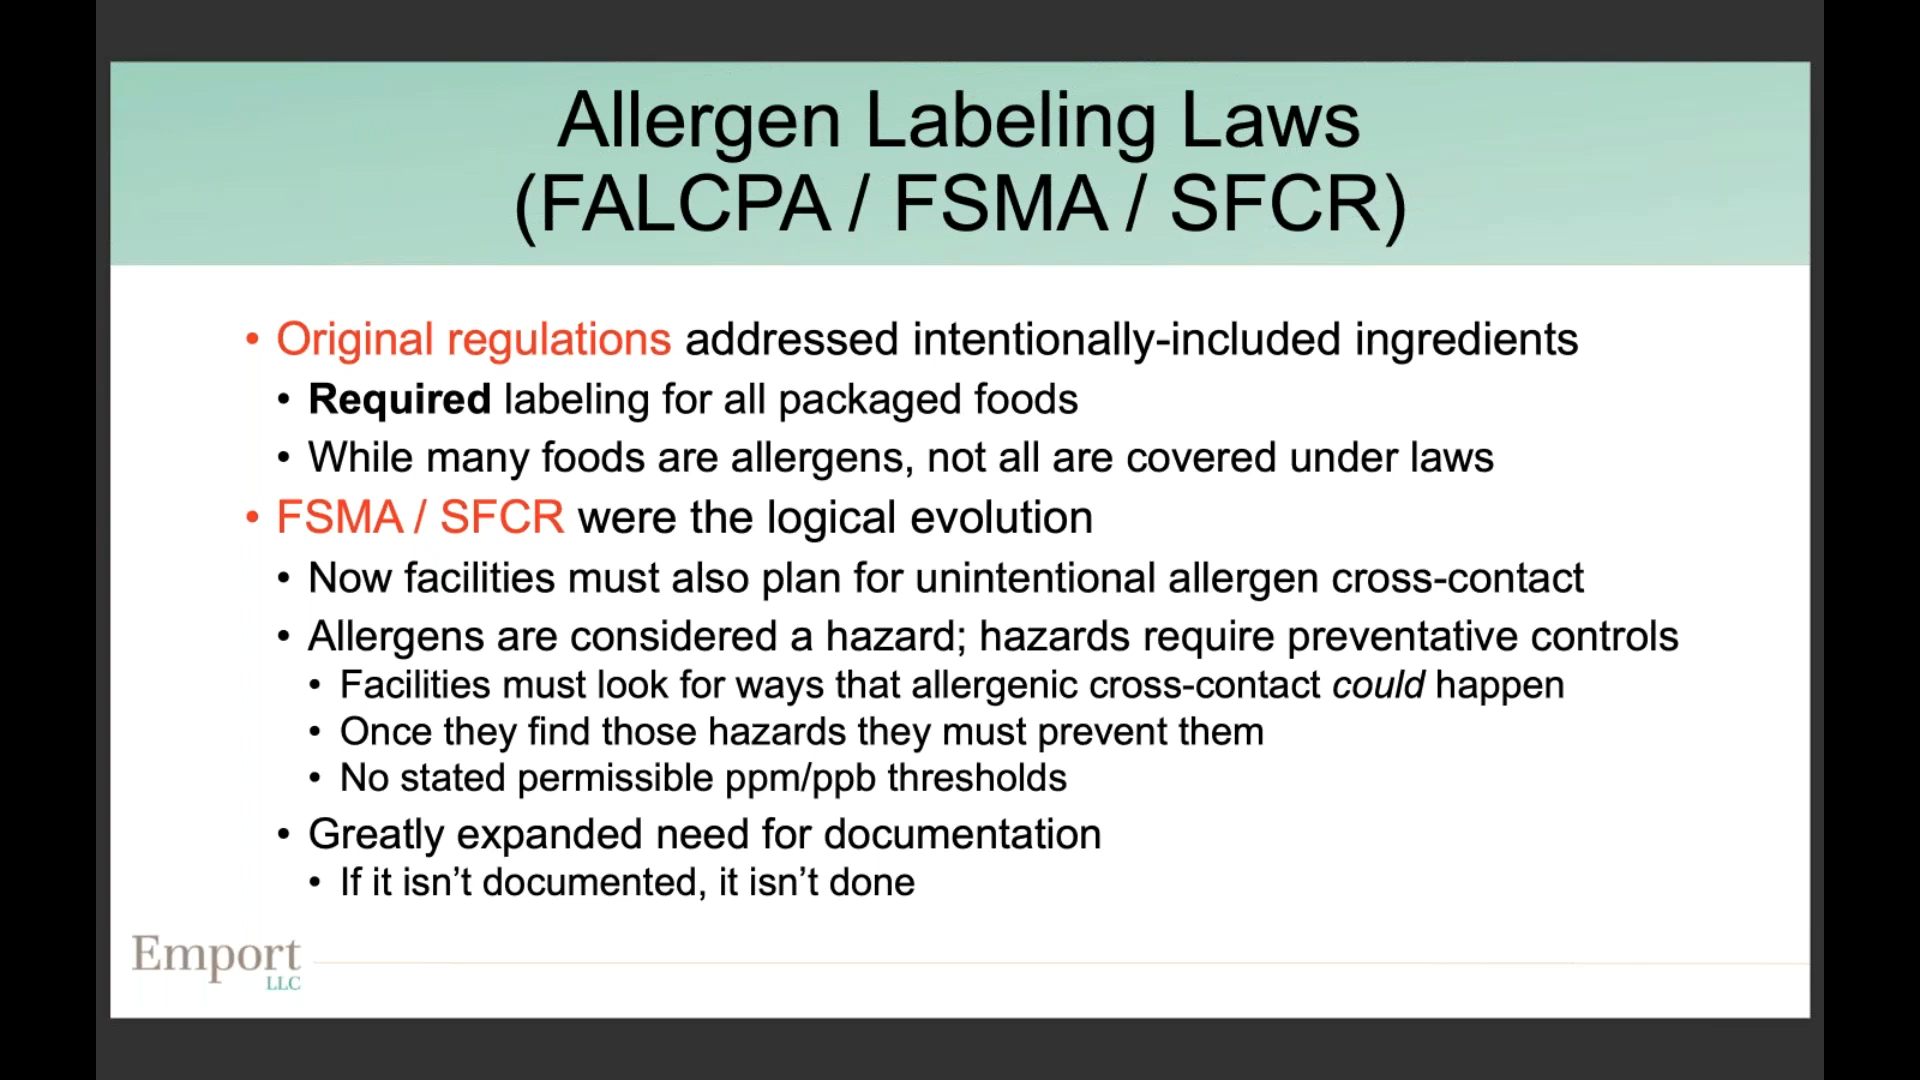 Allergen Labeling Laws
(FALCPA / FSMA / SFCR)
• Original regulations addressed intentionally-included ingredients
• Required labeling for all packaged foods
• While many foods are allergens, not all are covered under laws
• FSMA / SFCR were the logical evolution
• Now facilities must also plan for unintentional allergen cross-contact
• Allergens are considered a hazard; hazards require preventative controls
• Facilities must look for ways that allergenic cross-contact could happen
• Once they find those hazards they must prevent them
• No stated permissible ppm/ppb thresholds
• Greatly expanded need for documentation
• If it isn’t documented, it isn’t done
Emport
LLC